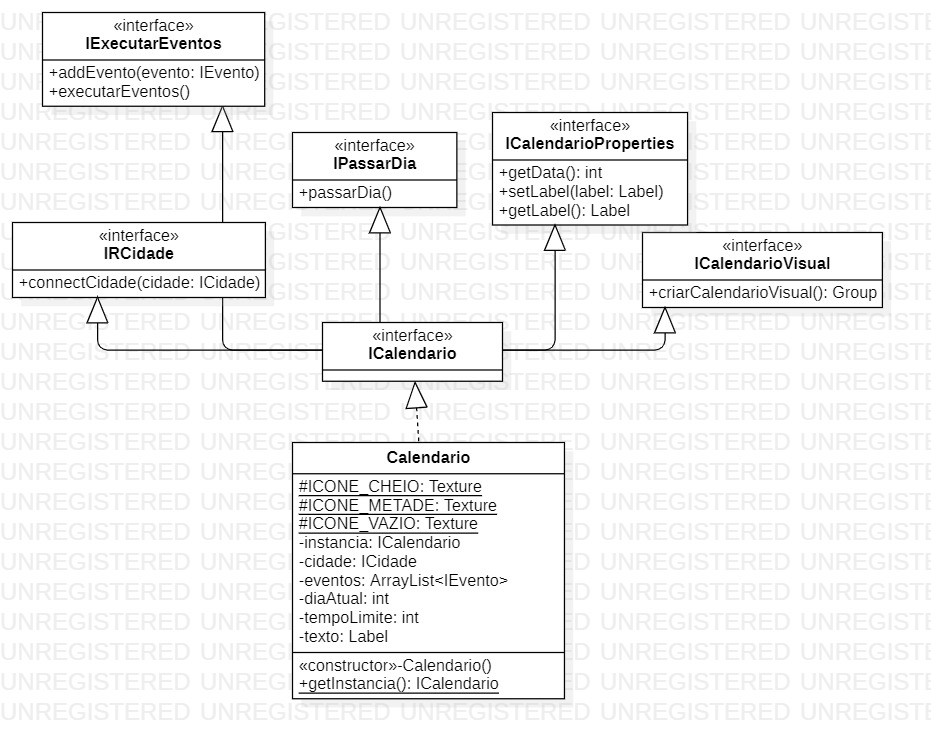 «interface»
IExecutarEventos
+addEvento(evento: IEvento)
+executarEventos()
«interface»
IPassarDia
+passarDia()
«interface»
ICalendarioProperties
+getData(): int
+setLabel(label: Label)
+getLabel(): Label
«interface»
IRCidade
+connectCidade(cidade: ICidade)
«interface»
ICalendarioVisual
+criarCalendarioVisual(): Group
«interface»
ICalendario
Calendario
#ICONE_CHEIO: Texture
#ICONE_METADE: Texture
#ICONE_VAZIO: Texture
-instancia: ICalendario
-cidade: ICidade
-eventos: ArrayList<IEvento>
-diaAtual: int
-tempoLimite: int
-texto: Label
«constructor»-Calendario()
+getInstancia(): ICalendario
UNREGISTERED UNREGISTERED UNREGISTERED UNREGISTERED UNREGISTERED